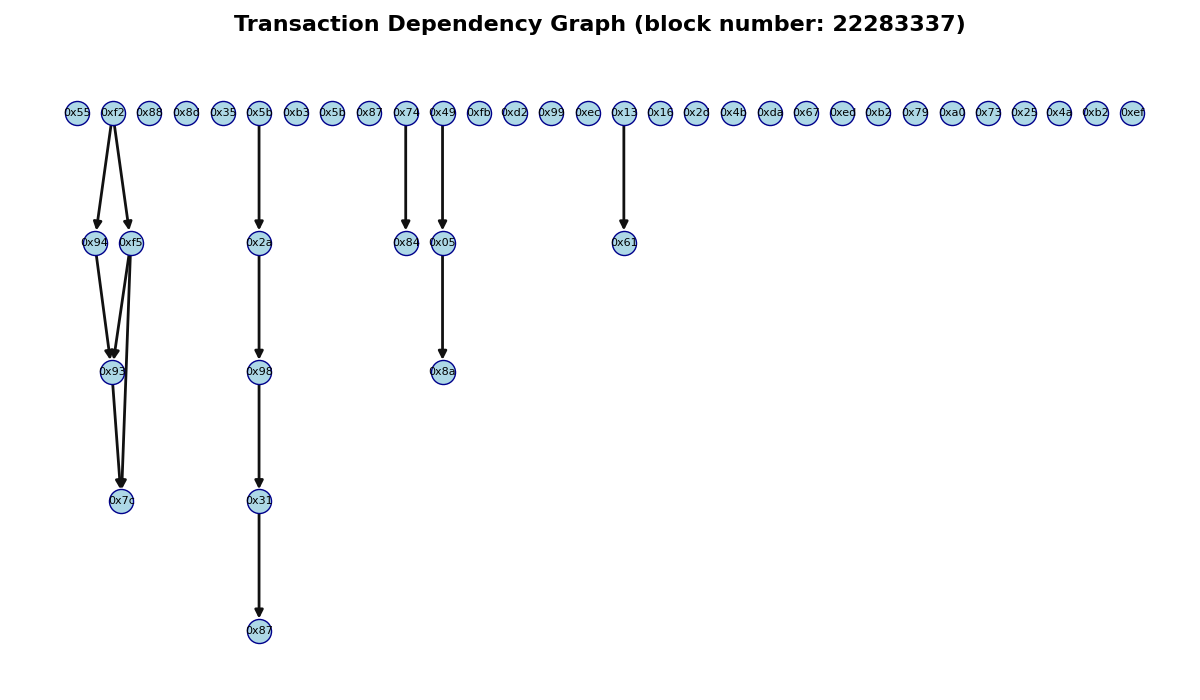 Transaction Dependency Graph (block number: 22283337)
0x55 0xf2 0x88 0x8d 0x35 0x5b 0xb3 0x5b 0x87 0x74 0x49 0xfb 0xd2 0x99 0xec 0x13 0x16 0x2c 0x4b 0xda 0x67 0xed 0xb2 0x79 0xa0 0x73 0x25 0x4a 0xb2 0xef
0x94 0xf5 0x2a 0x84 0x05 0x61
0x93 0x98 0x8a
0x7c 0x31
0x87